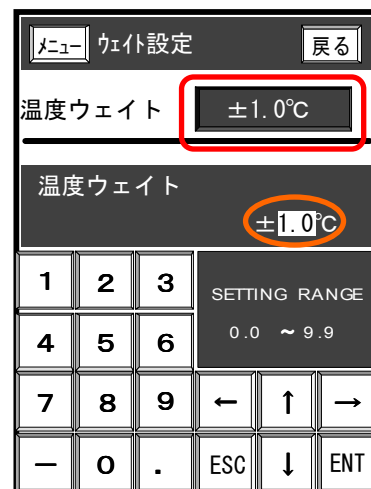 ﾒﾆｭｰ ｳｪｲﾄ設定 戻る
温度ウェイト ±1.0℃
温度ウェイト
±1.0℃
1 2 3 SETTING RANGE
4 5 6 0.0 ~ 9.9
7 8 9 ← ↑ →
－ 0 . ESC ↓ ENT